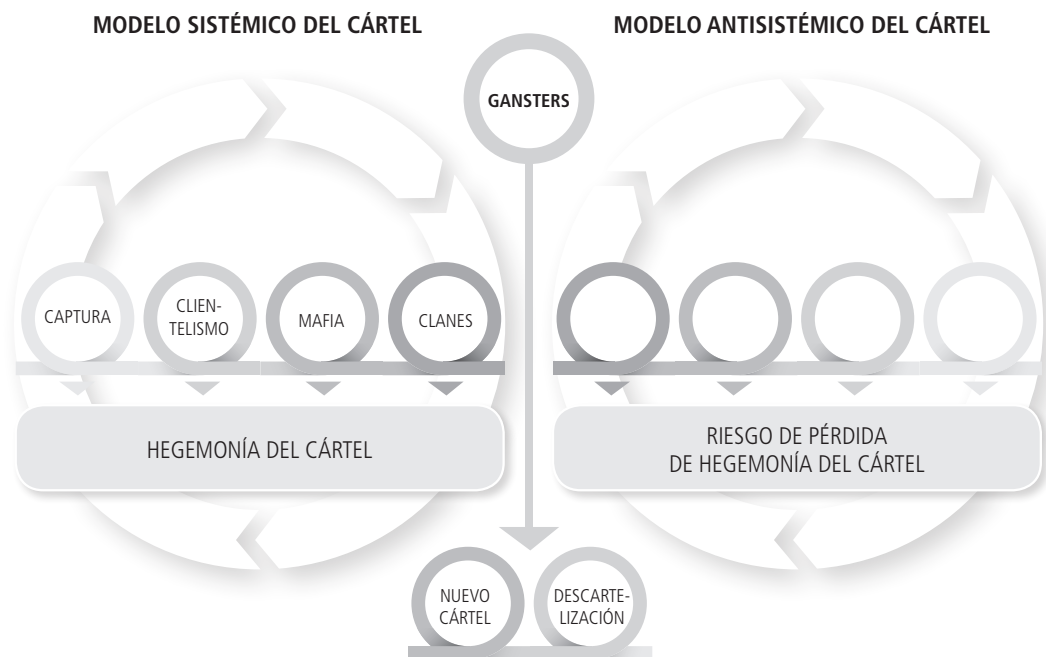 MODELO SISTÉMICO DEL CÁRTEL
MODELO ANTISISTÉMICO DEL CÁRTEL
GANSTERS
CAPTURA
CLIEN-
TELISMO
MAFIA
CLANES
HEGEMONÍA DEL CÁRTEL
RIESGO DE PÉRDIDA
DE HEGEMONÍA DEL CÁRTEL
NUEVO
CÁRTEL
DESCARTE-
LIZACIÓN